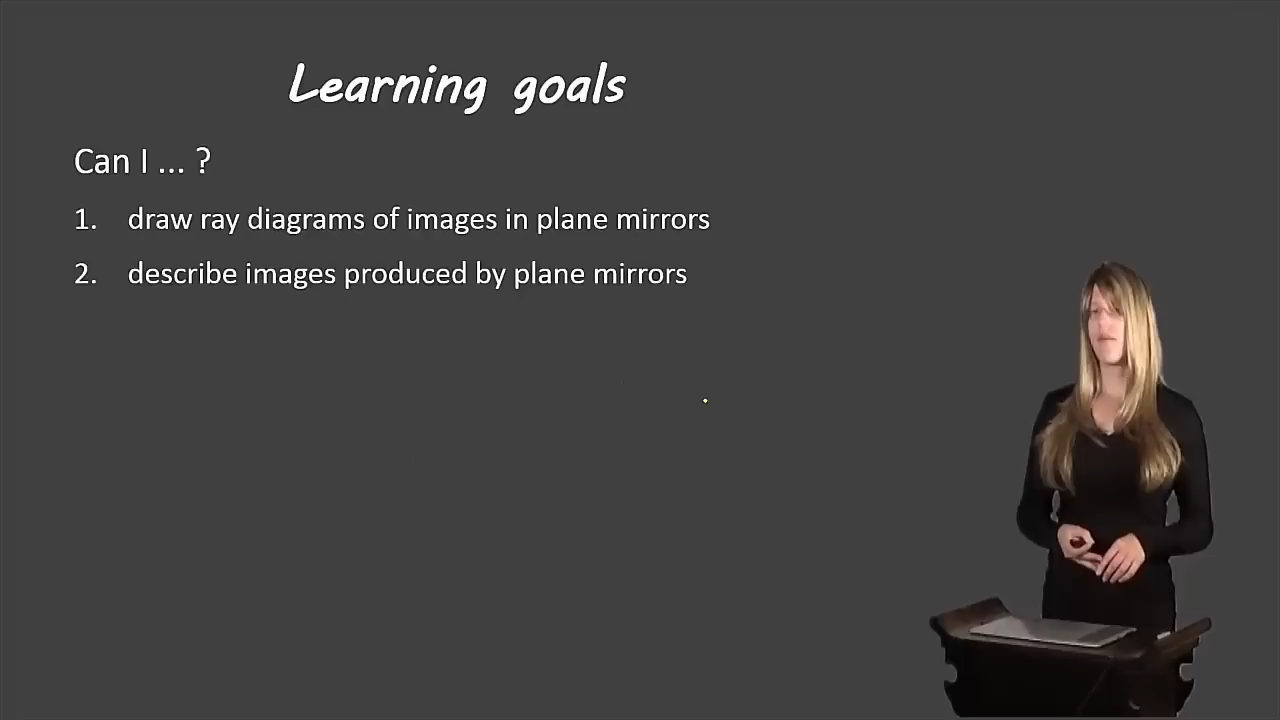 Learning goals
Can I ... ?
1. draw ray diagrams of images in plane mirrors
2. describe images produced by plane mirrors